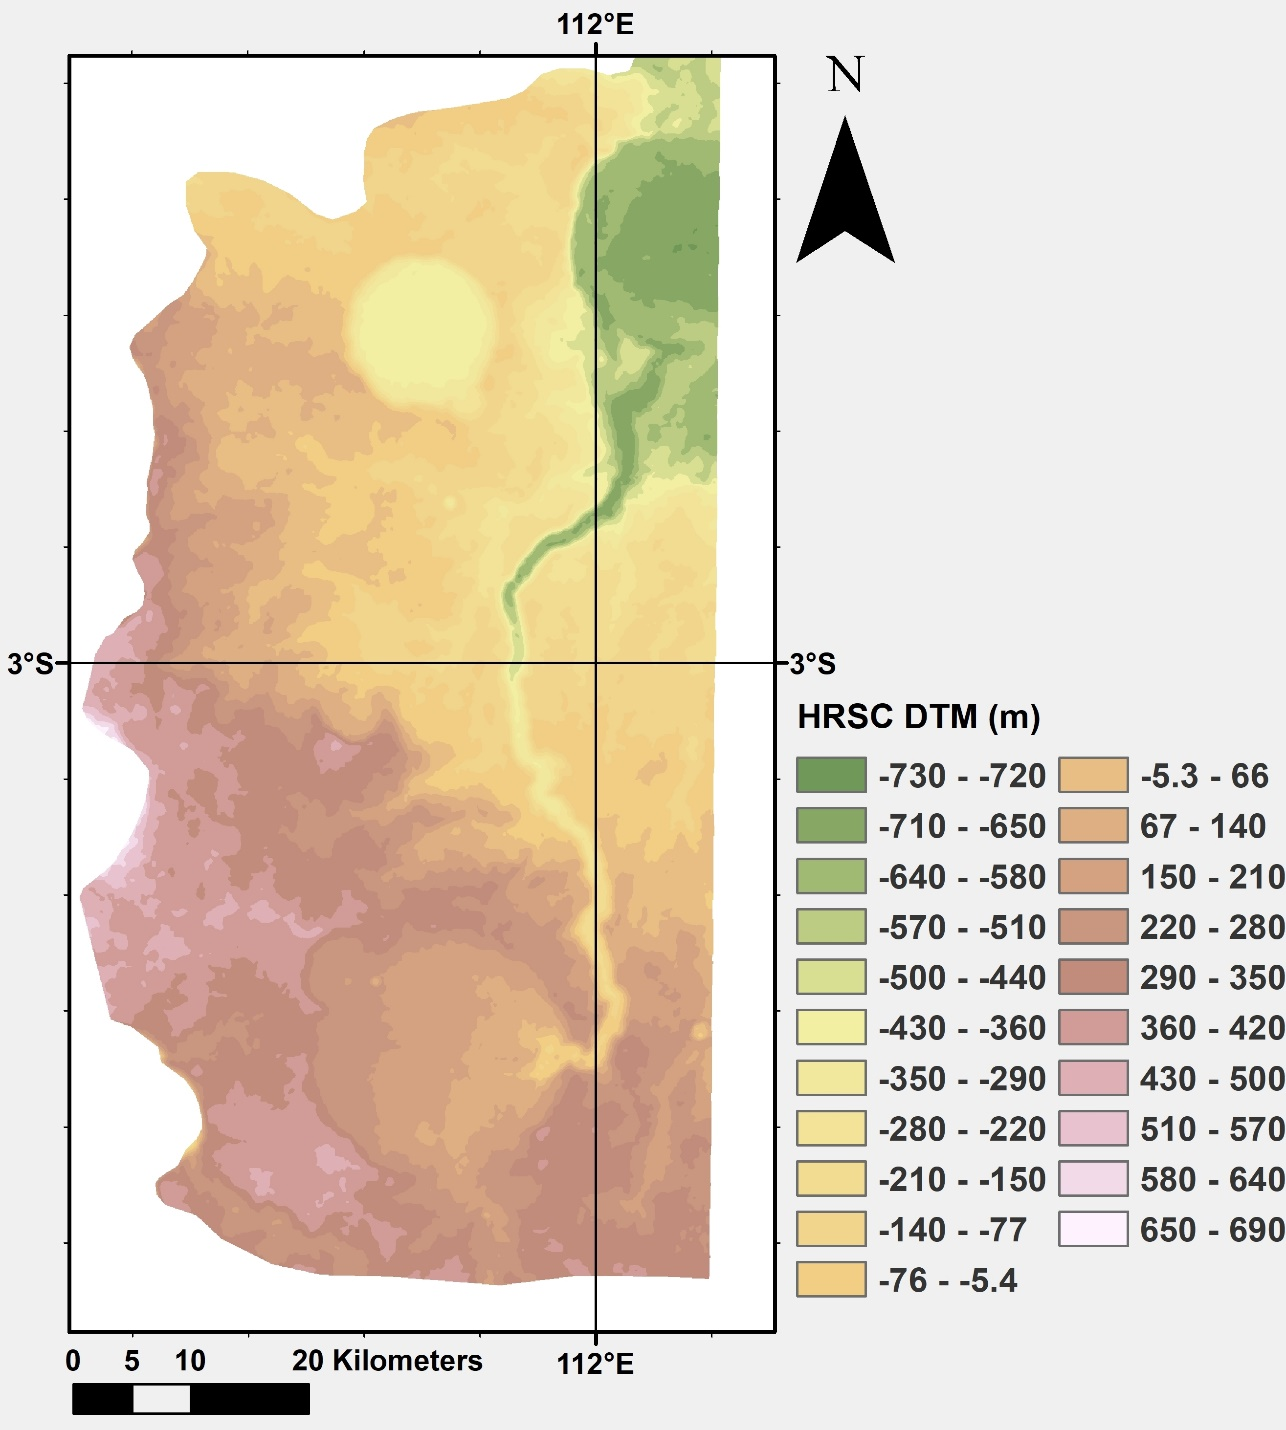 112°E
N
3°S
3°S
HRSC DTM (m)
-730 - -720
-710 - -650
-640 - -580
-570 - -510
-500 - -440
-430 - -360
-350 - -290
-280 - -220
-210 - -150
-140 - -77
-76 - -5.4
-5.3 - 66
67 - 140
150 - 210
220 - 280
290 - 350
360 - 420
430 - 500
510 - 570
580 - 640
650 - 690
0 5 10 20 Kilometers
112°E